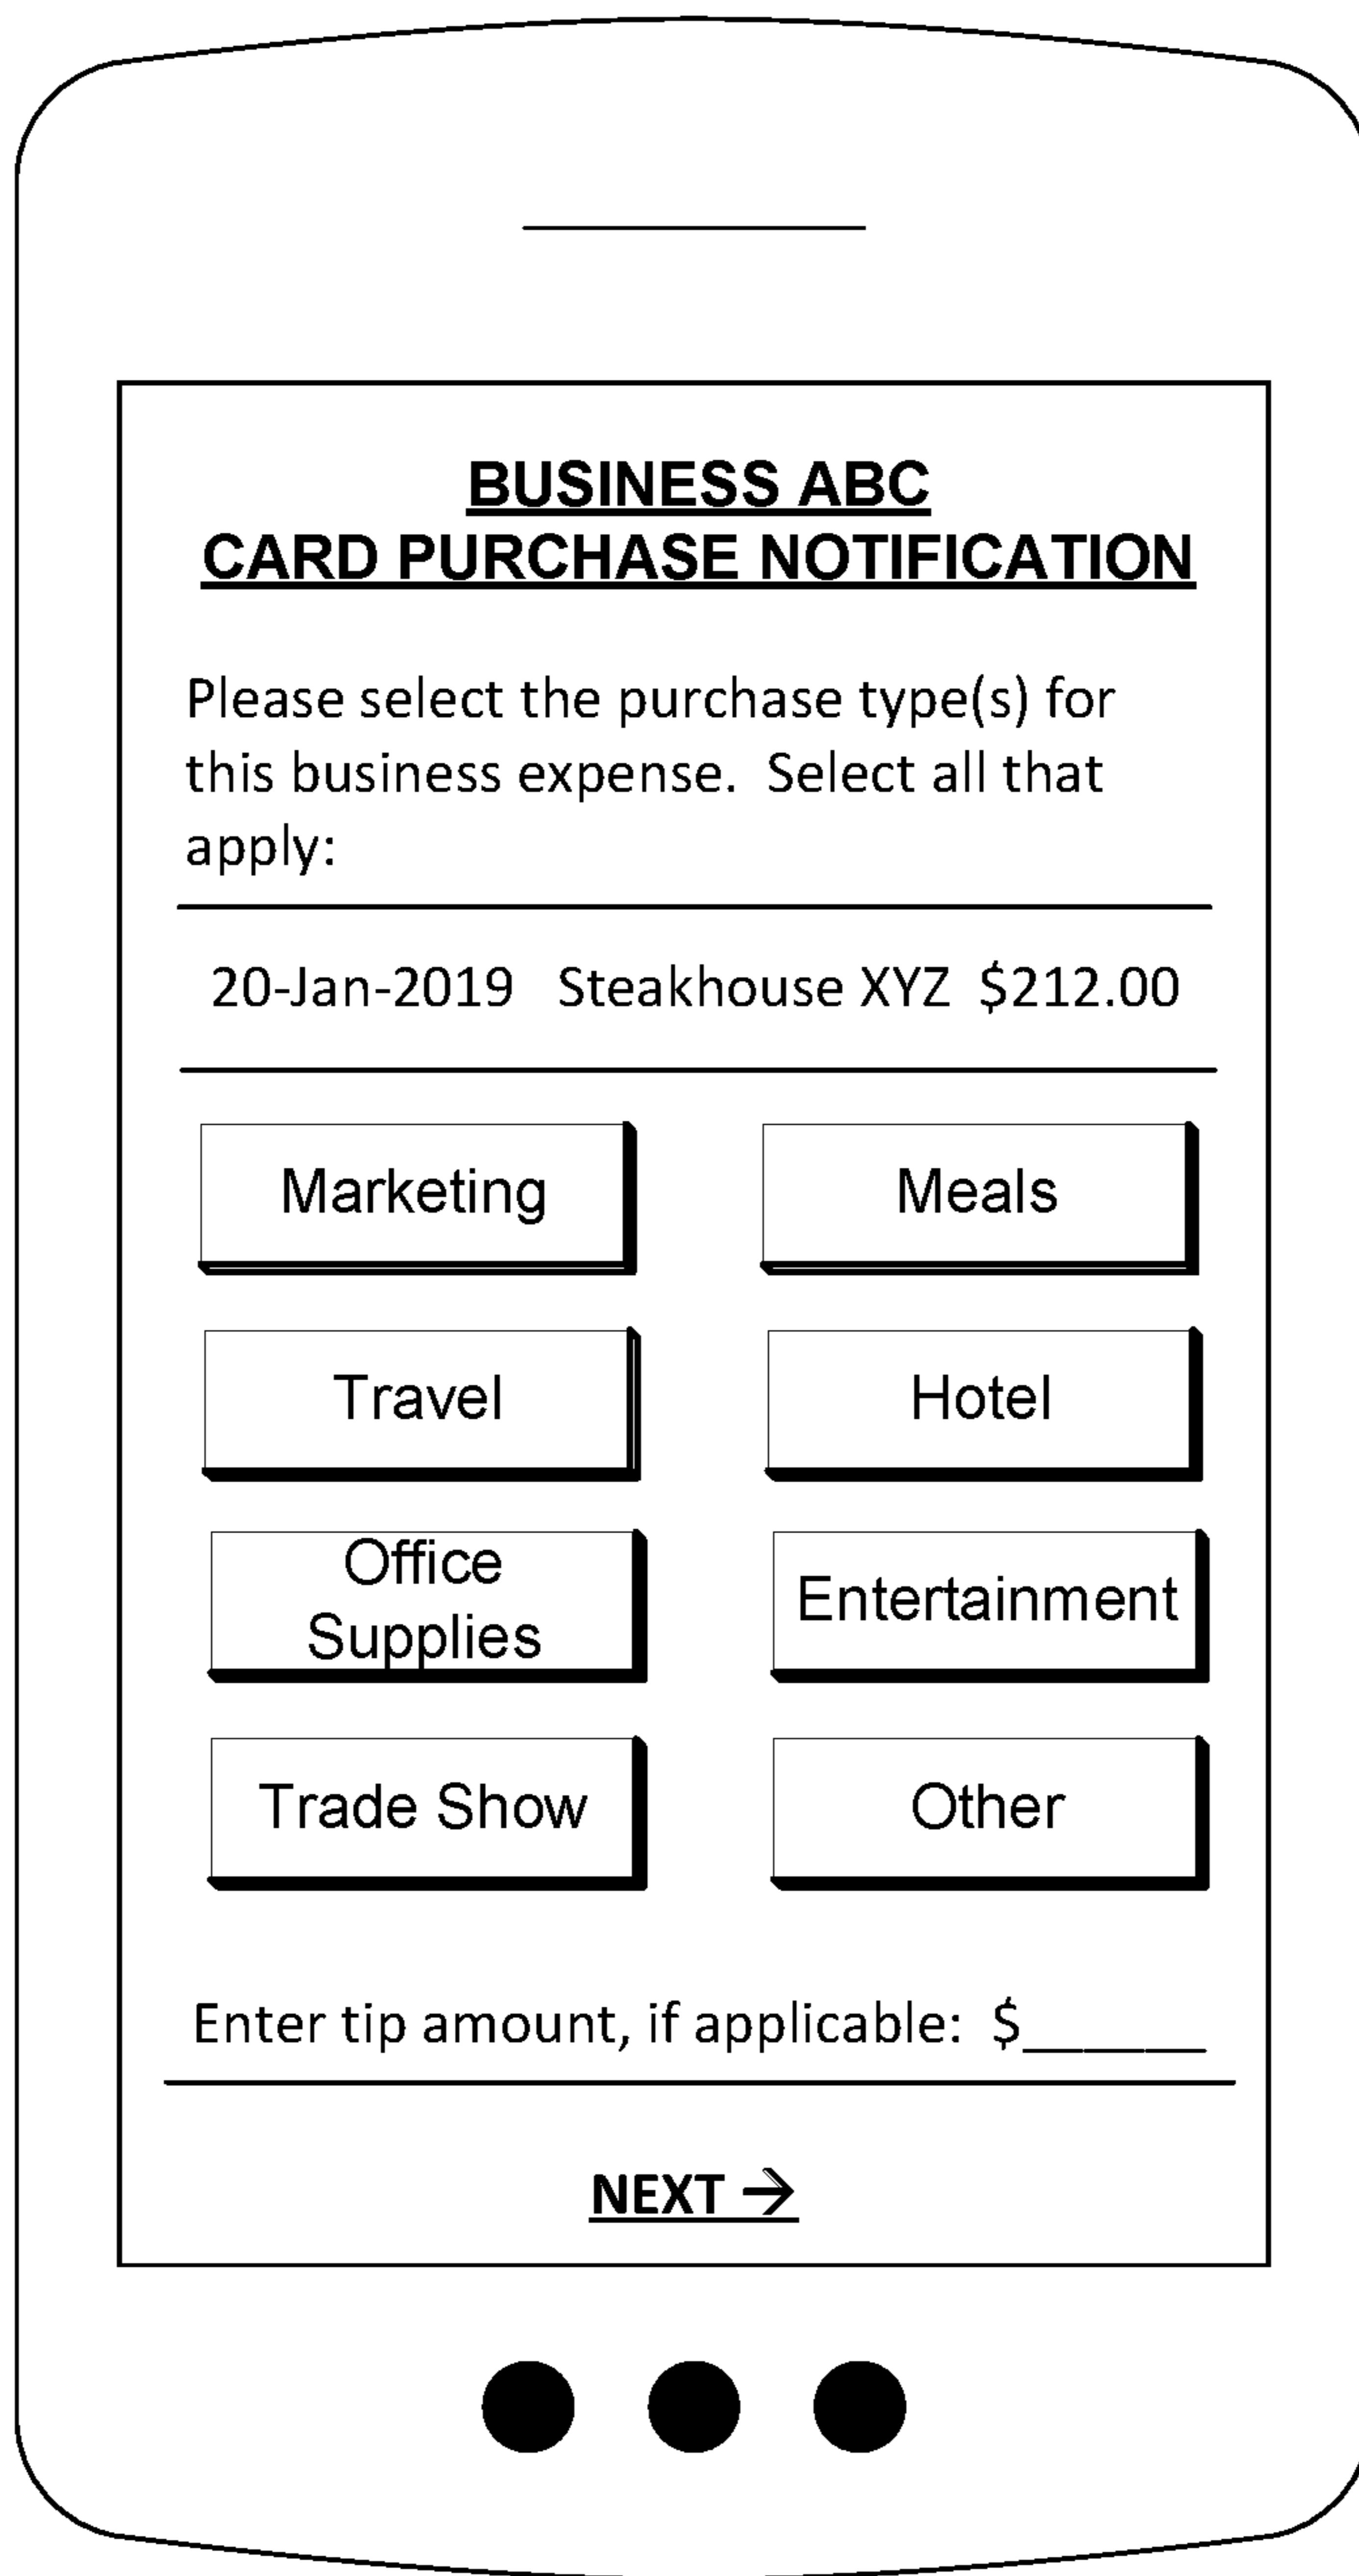 BUSINESS ABC
CARD PURCHASE NOTIFICATION
Please select the purchase type(s) for
this business expense.  Select all that
apply:
20-Jan-2019   Steakhouse XYZ  $212.00
Marketing
Meals
Travel
Hotel
Office
Supplies
Entertainment
Trade Show
Other
Enter tip amount, if applicable:  $______
NEXT →